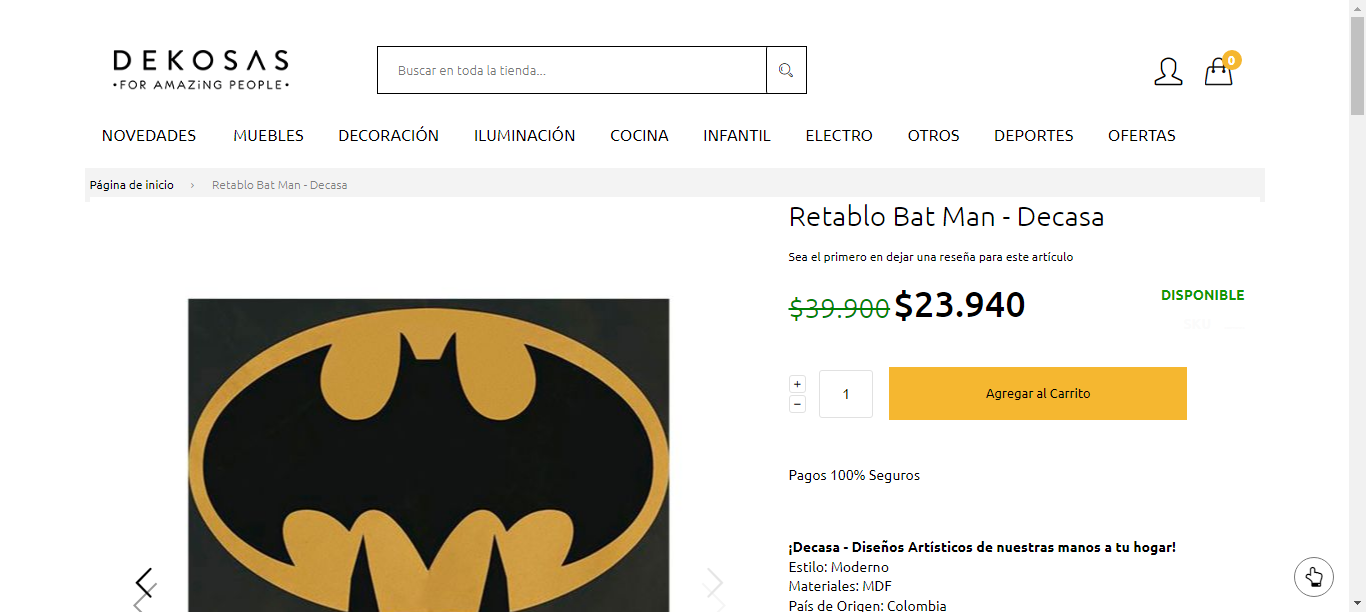 DEKOSAS
•FOR AMAZiNG PEOPLE•
Buscar en toda la tienda...
0
NOVEDADES MUEBLES DECORACIÓN ILUMINACIÓN COCINA INFANTIL ELECTRO OTROS DEPORTES OFERTAS
Página de inicio › Retablo Bat Man - Decasa
Retablo Bat Man - Decasa
Sea el primero en dejar una reseña para este artículo
$39.900 $23.940
DISPONIBLE
+
1
−
Agregar al Carrito
Pagos 100% Seguros
¡Decasa - Diseños Artísticos de nuestras manos a tu hogar!
Estilo: Moderno
Materiales: MDF
País de Origen: Colombia